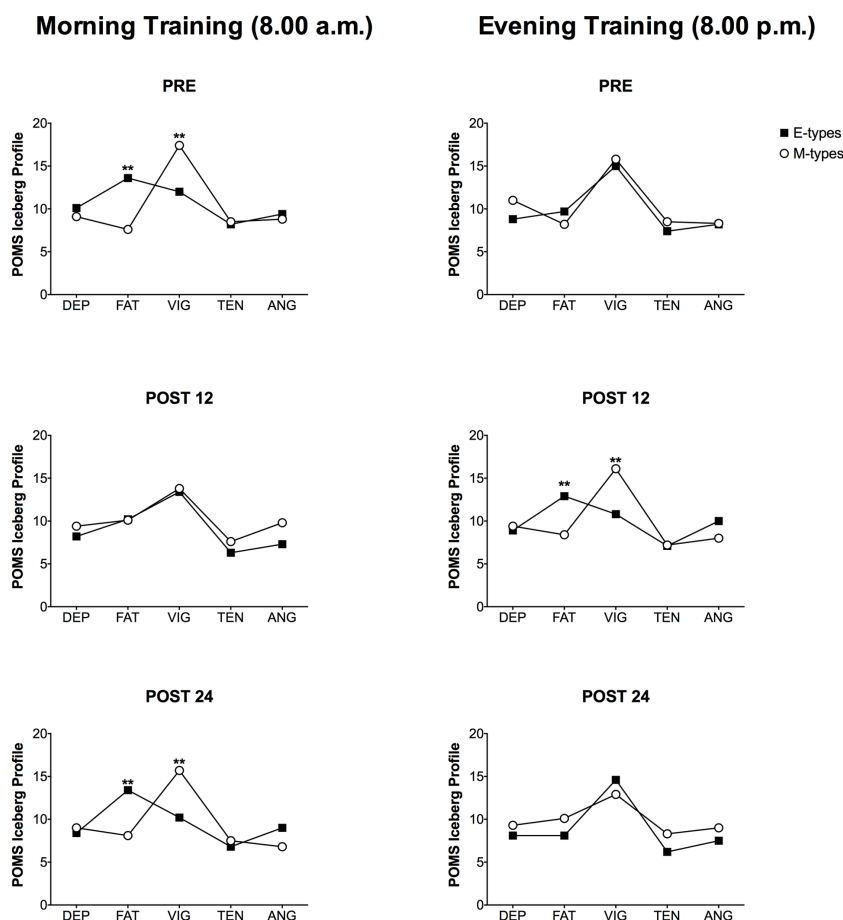 Morning Training (8.00 a.m.)
Evening Training (8.00 p.m.)
PRE
POMS Iceberg Profile
20
15
10
5
0
**
**
DEP FAT VIG TEN ANG
PRE
POMS Iceberg Profile
20
15
10
5
0
DEP FAT VIG TEN ANG
E-types
M-types
POST 12
POMS Iceberg Profile
20
15
10
5
0
DEP FAT VIG TEN ANG
POST 12
POMS Iceberg Profile
20
15
10
5
0
**
**
DEP FAT VIG TEN ANG
POST 24
POMS Iceberg Profile
20
15
10
5
0
**
**
DEP FAT VIG TEN ANG
POST 24
POMS Iceberg Profile
20
15
10
5
0
DEP FAT VIG TEN ANG